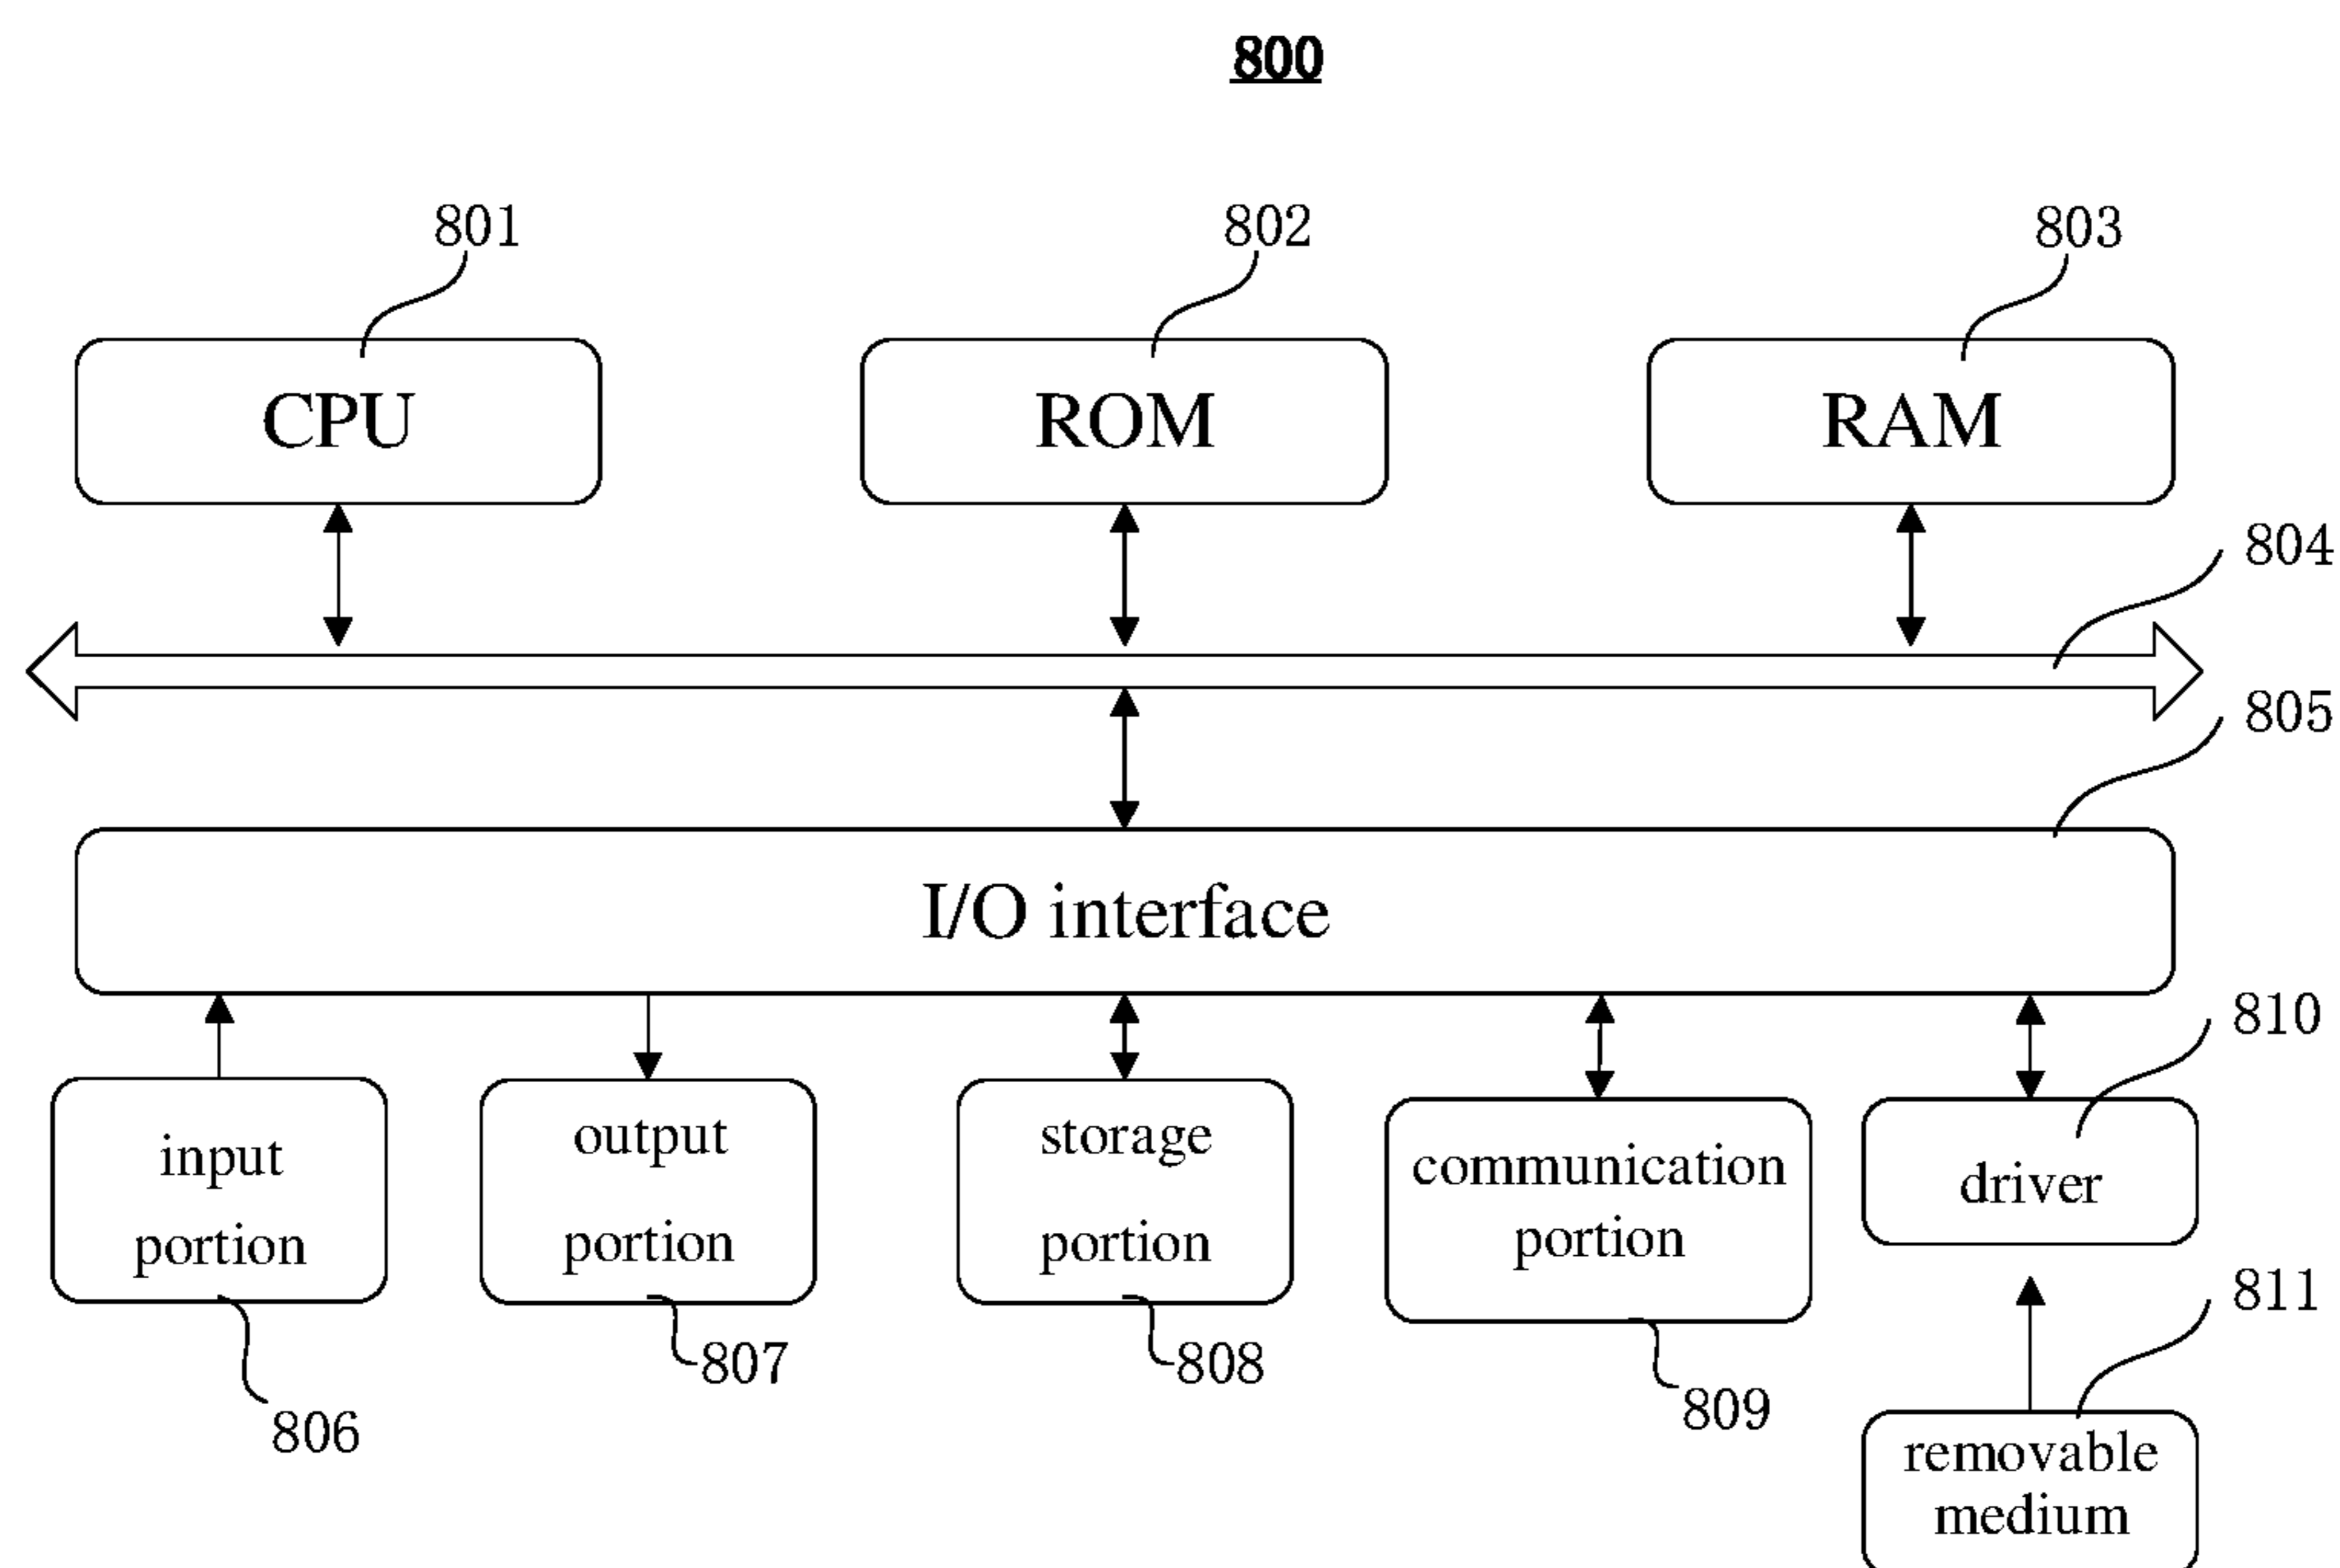 800
801
802
803
CPU
ROM
RAM
804
805
I/O interface
810
input
portion
output
portion
storage
portion
communication
portion
driver
811
807
808
809
806
removable
medium